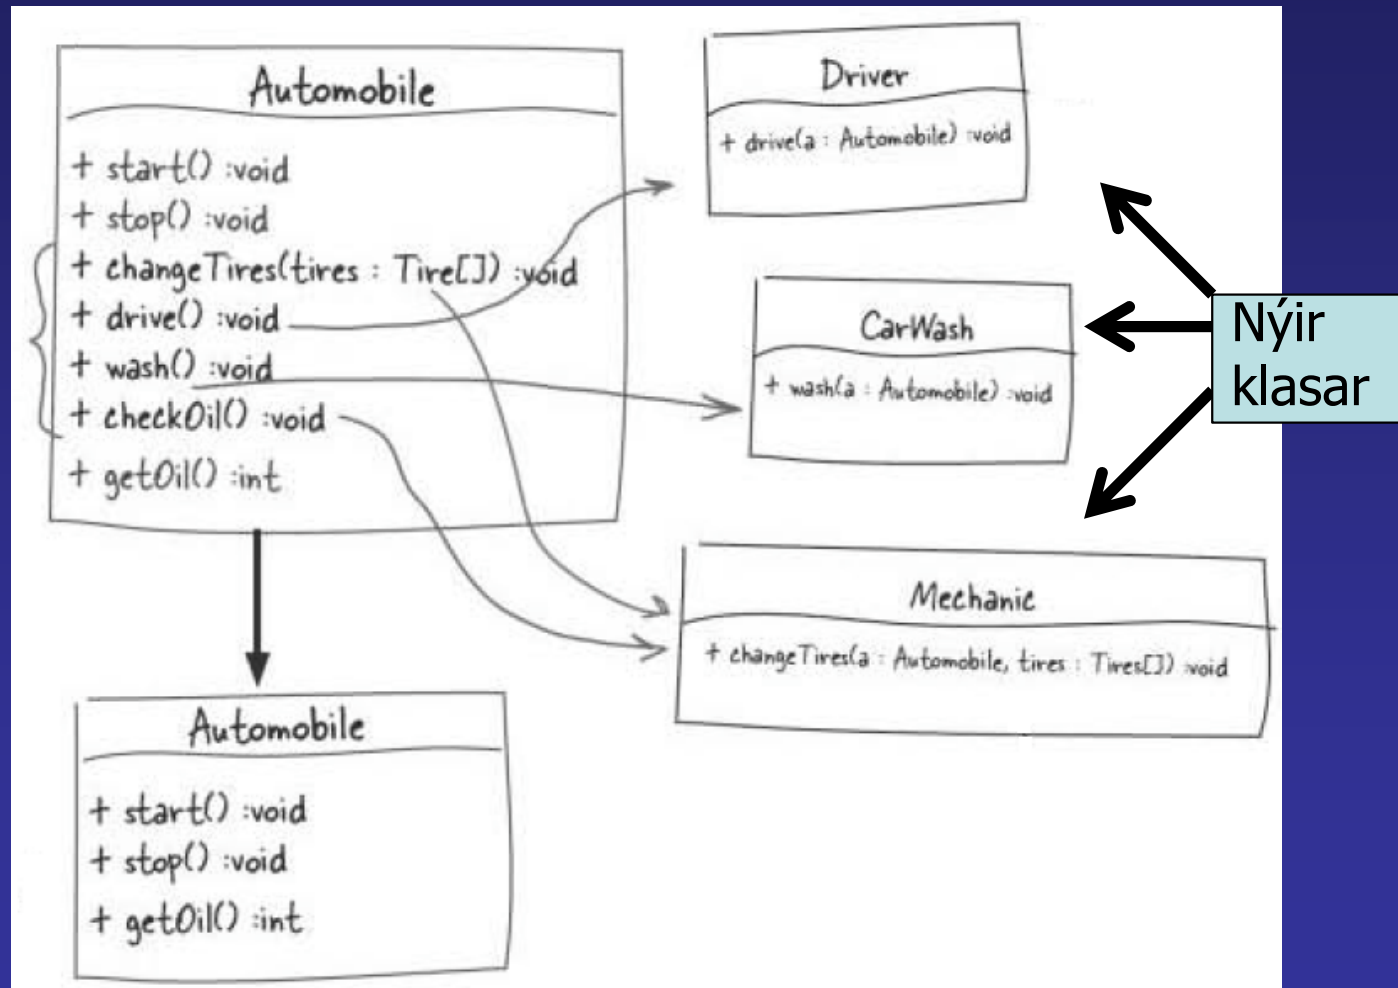 Automobile
+ start() :void
+ stop() :void
+ changeTires(tires : Tire[]) :void
+ drive() :void
+ wash() :void
+ checkOil() :void
+ getOil() :int
Driver
+ drive(a : Automobile) :void
CarWash
+ wash(a : Automobile) :void
Nýir
klasar
Mechanic
+ changeTires(a : Automobile, tires : Tires[]) :void
Automobile
+ start() :void
+ stop() :void
+ getOil() :int